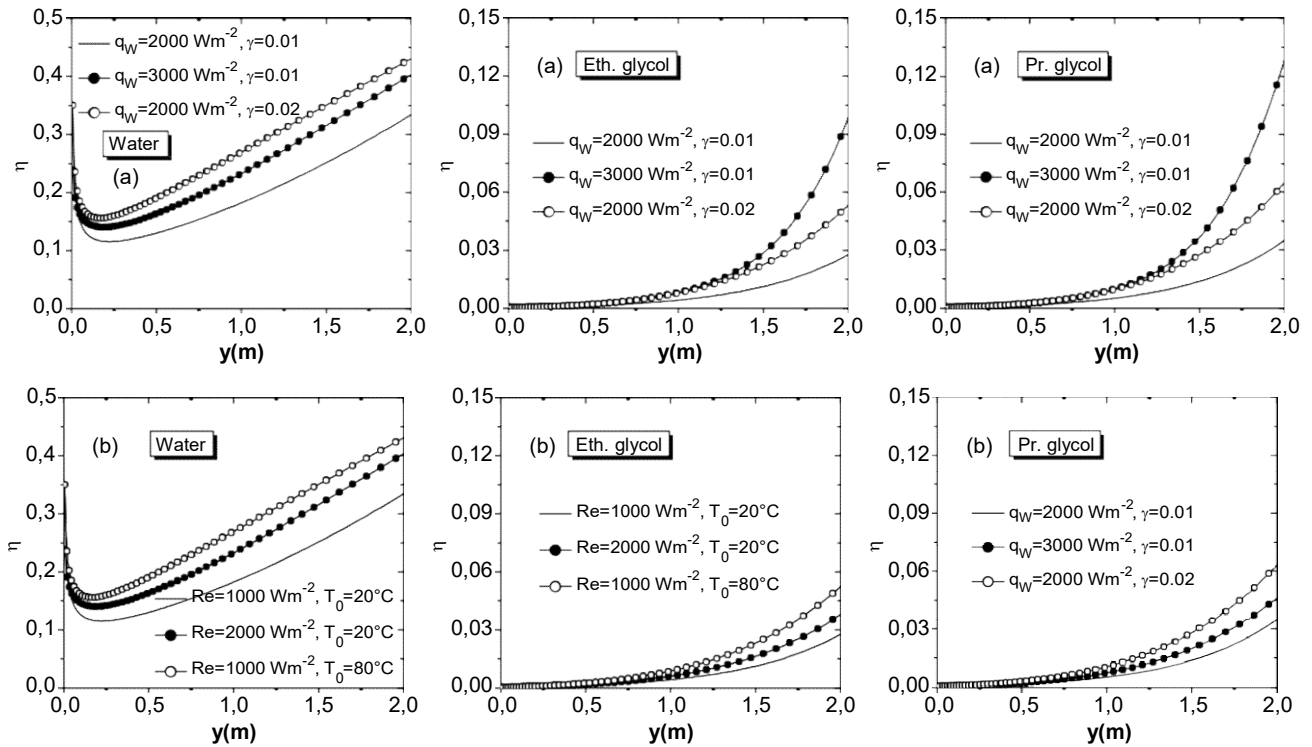 0,5
0,4
0,3
0,2
0,1
0,0
η
q_W=2000 Wm⁻², γ=0.01
q_W=3000 Wm⁻², γ=0.01
q_W=2000 Wm⁻², γ=0.02
Water
(a)
0,0 0,5 1,0 1,5 2,0
y(m)
0,15
0,12
0,09
0,06
0,03
0,00
η
(a) Eth. glycol
q_W=2000 Wm⁻², γ=0.01
q_W=3000 Wm⁻², γ=0.01
q_W=2000 Wm⁻², γ=0.02
0,0 0,5 1,0 1,5 2,0
y(m)
0,15
0,12
0,09
0,06
0,03
0,00
η
(a) Pr. glycol
q_W=2000 Wm⁻², γ=0.01
q_W=3000 Wm⁻², γ=0.01
q_W=2000 Wm⁻², γ=0.02
0,0 0,5 1,0 1,5 2,0
y(m)
0,5
0,4
0,3
0,2
0,1
0,0
η
(b) Water
Re=1000 Wm⁻², T_0=20°C
Re=2000 Wm⁻², T_0=20°C
Re=1000 Wm⁻², T_0=80°C
0,0 0,5 1,0 1,5 2,0
y(m)
0,15
0,12
0,09
0,06
0,03
0,00
η
(b) Eth. glycol
Re=1000 Wm⁻², T_0=20°C
Re=2000 Wm⁻², T_0=20°C
Re=1000 Wm⁻², T_0=80°C
0,0 0,5 1,0 1,5 2,0
y(m)
0,15
0,12
0,09
0,06
0,03
0,00
η
(b) Pr. glycol
q_W=2000 Wm⁻², γ=0.01
q_W=3000 Wm⁻², γ=0.01
q_W=2000 Wm⁻², γ=0.02
0,0 0,5 1,0 1,5 2,0
y(m)